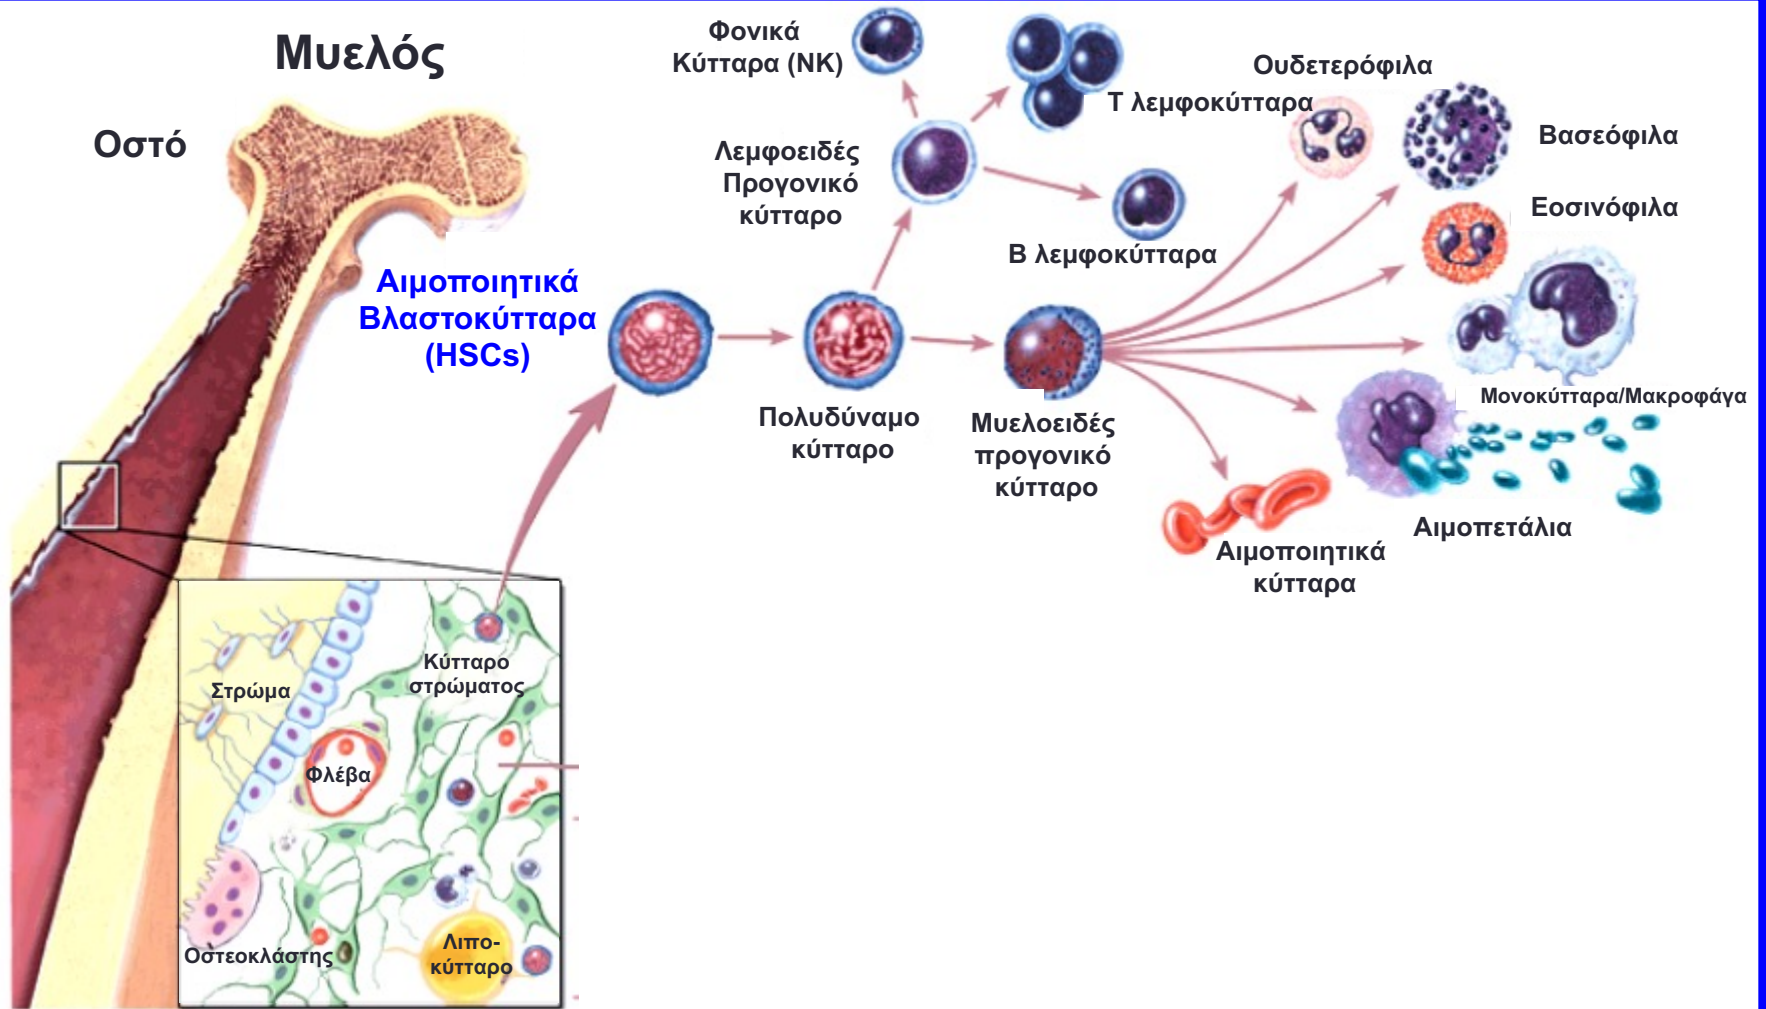 Μυελός
Οστό
Φονικά
Κύτταρα (NK)
Τ λεμφοκύτταρα
Ουδετερόφιλα
Βασεόφιλα
Λεμφοειδές
Προγονικό
κύτταρο
Εοσινόφιλα
Β λεμφοκύτταρα
Αιμοποιητικά
Βλαστοκύτταρα
(HSCs)
Μονοκύτταρα/Μακροφάγα
Πολυδύναμο
κύτταρο
Μυελοειδές
προγονικό
κύτταρο
Αιμοπετάλια
Αιμοποιητικά
κύτταρα
Κύτταρο
στρώματος
Στρώμα
Φλέβα
Οστεοκλάστης
Λιπο-
κύτταρο